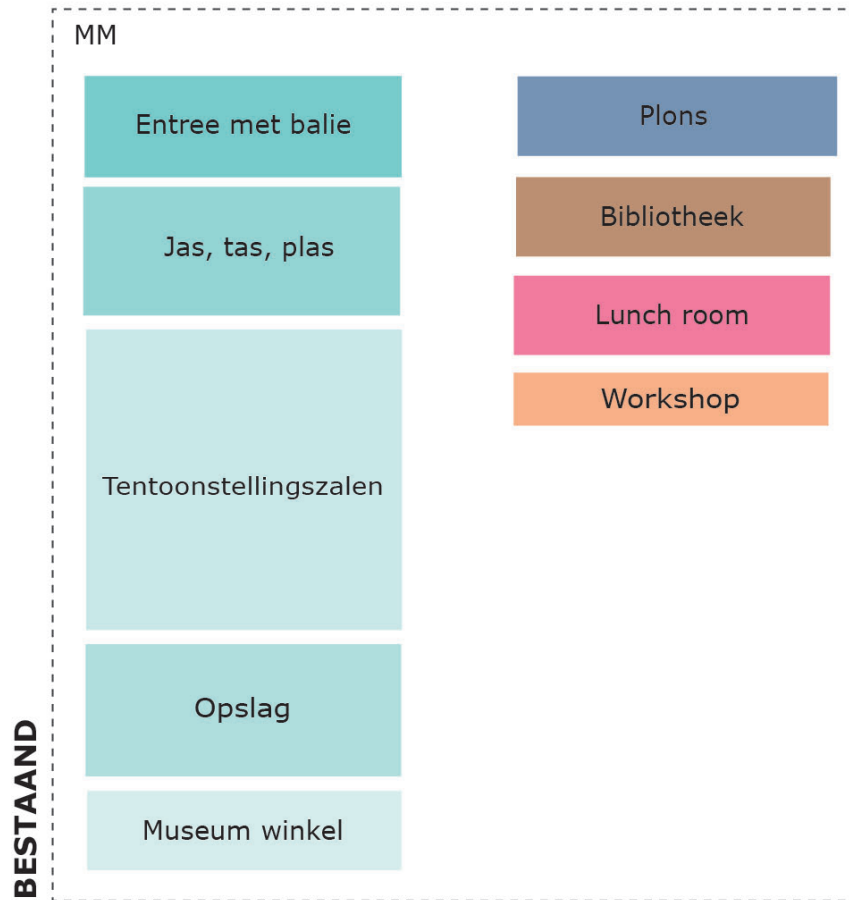 MM
Entree met balie
Jas, tas, plas
Tentoonstellingszalen
Opslag
Museum winkel
Plons
Bibliotheek
Lunch room
Workshop
BESTAAND